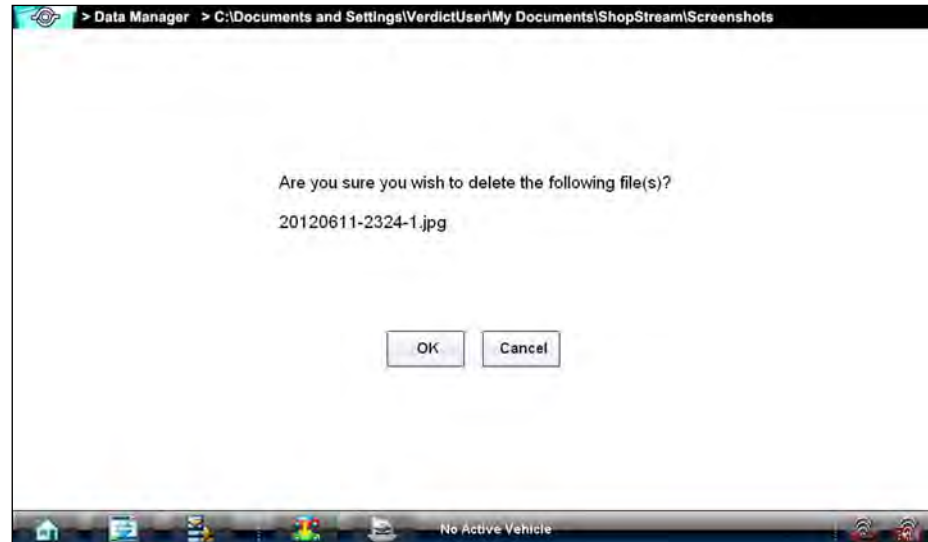 > Data Manager > C:\Documents and Settings\VerdictUser\My Documents\ShopStream\Screenshots
Are you sure you wish to delete the following file(s)?
20120611-2324-1.jpg
OK Cancel
No Active Vehicle